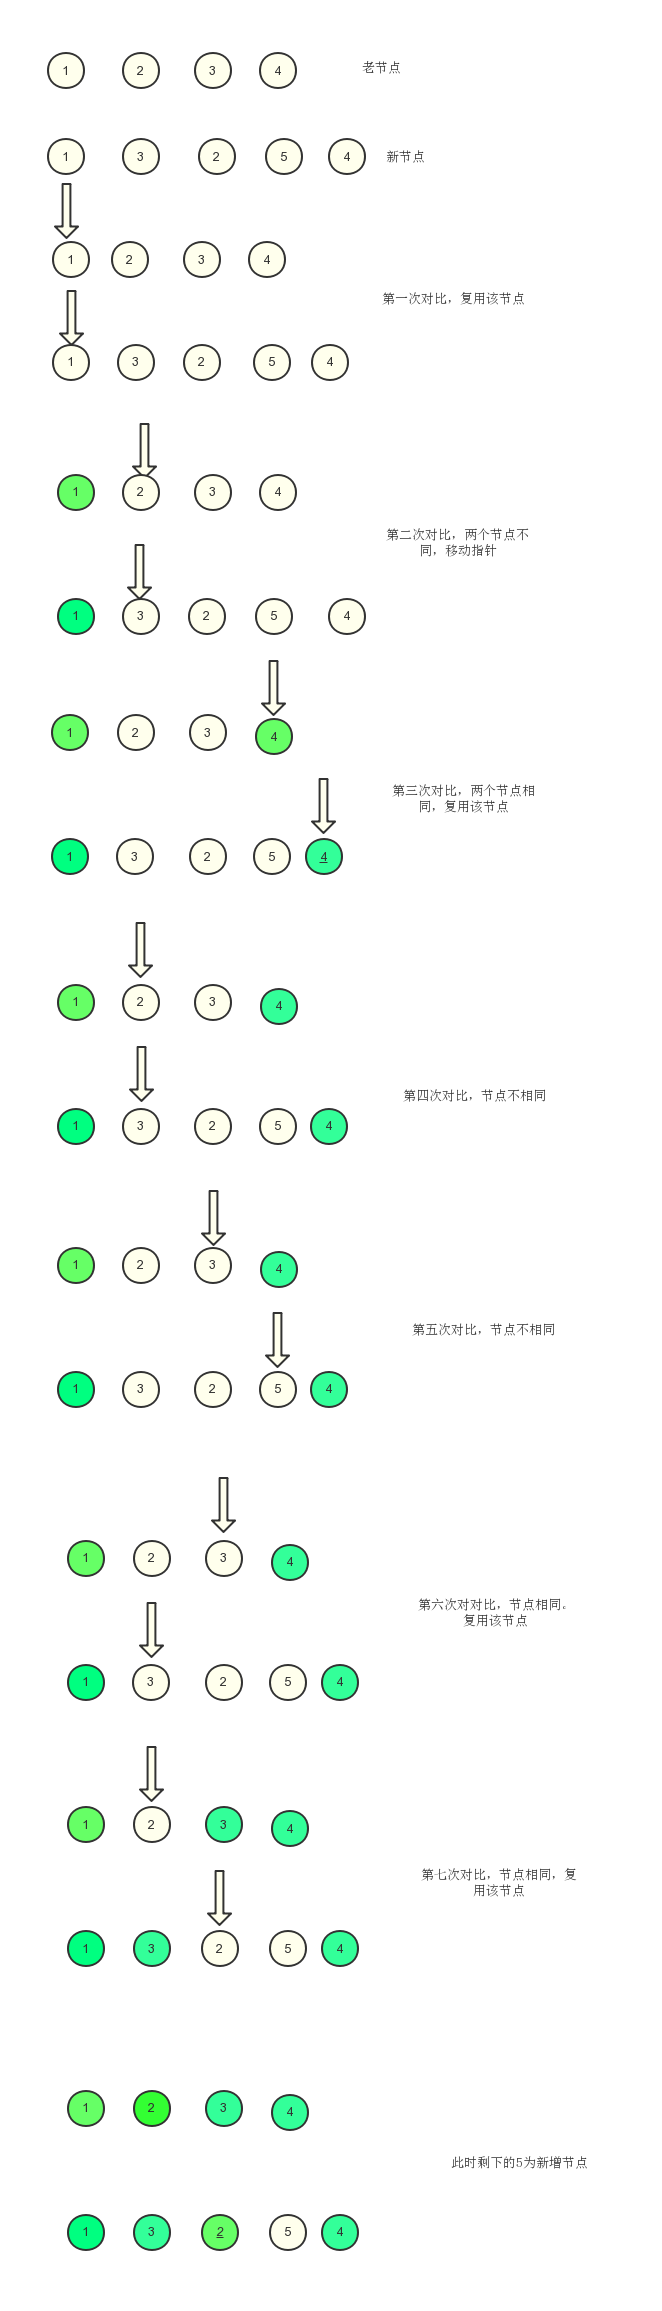 1 2 3 4 老节点
1 3 2 5 4 新节点
1 2 3 4
第一次对比，复用该节点
1 3 2 5 4
1 2 3 4
第二次对比，两个节点不
同，移动指针
1 3 2 5 4
1 2 3 4
第三次对比，两个节点相
同，复用该节点
1 3 2 5 4
1 2 3 4
第四次对比，节点不相同
1 3 2 5 4
1 2 3 4
第五次对比，节点不相同
1 3 2 5 4
1 2 3 4
第六次对对比，节点相同。
复用该节点
1 3 2 5 4
1 2 3 4
第七次对比，节点相同，复
用该节点
1 3 2 5 4
1 2 3 4
此时剩下的5为新增节点
1 3 2 5 4